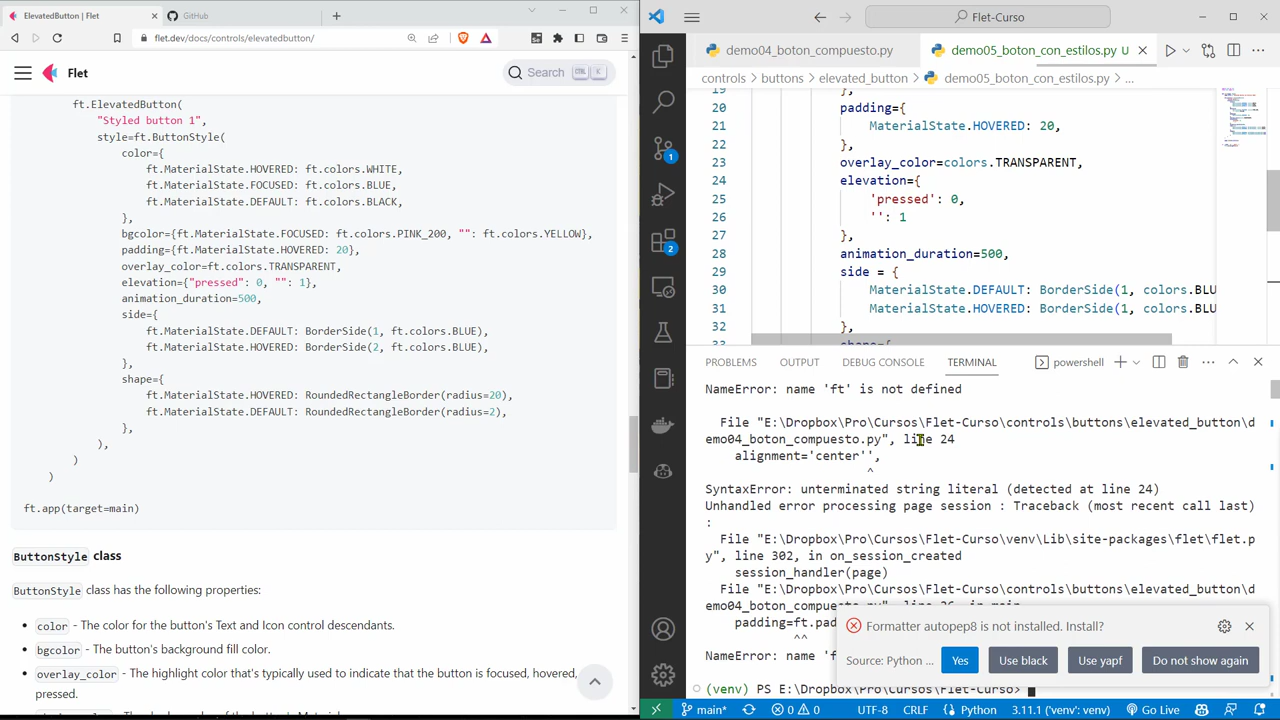 ElevatedButton | Flet
GitHub
flet.dev/docs/controls/elevatedbutton/
Flet
Search
ft.ElevatedButton(
"Styled button 1",
style=ft.ButtonStyle(
color={
ft.MaterialState.HOVERED: ft.colors.WHITE,
ft.MaterialState.FOCUSED: ft.colors.BLUE,
ft.MaterialState.DEFAULT: ft.colors.BLACK,
},
bgcolor={ft.MaterialState.FOCUSED: ft.colors.PINK_200, "": ft.colors.YELLOW},
padding={ft.MaterialState.HOVERED: 20},
overlay_color=ft.colors.TRANSPARENT,
elevation={"pressed": 0, "": 1},
animation_duration=500,
side={
ft.MaterialState.DEFAULT: BorderSide(1, ft.colors.BLUE),
ft.MaterialState.HOVERED: BorderSide(2, ft.colors.BLUE),
},
shape={
ft.MaterialState.HOVERED: RoundedRectangleBorder(radius=20),
ft.MaterialState.DEFAULT: RoundedRectangleBorder(radius=2),
},
),
)
)
ft.app(target=main)
ButtonStyle class
ButtonStyle class has the following properties:
color - The color for the button's Text and Icon control descendants.
bgcolor - The button's background fill color.
overlay_color - The highlight color that's typically used to indicate that the button is focused, hovered,
pressed.
Flet-Curso
demo04_boton_compuesto.py
demo05_boton_con_estilos.py U
controls > buttons > elevated_button > demo05_boton_con_estilos.py > ...
19 },
20 padding={
21 MaterialState.HOVERED: 20,
22 },
23 overlay_color=colors.TRANSPARENT,
24 elevation={
25 'pressed': 0,
26 '': 1
27 },
28 animation_duration=500,
29 side = {
30 MaterialState.DEFAULT: BorderSide(1, colors.BLU
31 MaterialState.HOVERED: BorderSide(1, colors.BLU
32 },
33 shape={
PROBLEMS OUTPUT DEBUG CONSOLE TERMINAL powershell
NameError: name 'ft' is not defined
File "E:\Dropbox\Pro\Cursos\Flet-Curso\controls\buttons\elevated_button\d
emo04_boton_compuesto.py", line 24
alignment='center'',
^
SyntaxError: unterminated string literal (detected at line 24)
Unhandled error processing page session : Traceback (most recent call last)
:
File "E:\Dropbox\Pro\Cursos\Flet-Curso\venv\Lib\site-packages\flet\flet.p
y", line 302, in on_session_created
session_handler(page)
File "E:\Dropbox\Pro\Cursos\Flet-Curso\controls\buttons\elevated_button\d
emo04_boton_compuesto.py", line 26, in main
padding=ft.pad
^^
NameError: name 'f
Formatter autopep8 is not installed. Install?
Source: Python ... Yes Use black Use yapf Do not show again
(venv) PS E:\Dropbox\Pro\Cursos\Flet-Curso>
1
2
main* 0 0 UTF-8 CRLF Python 3.11.1 ('venv': venv) Go Live